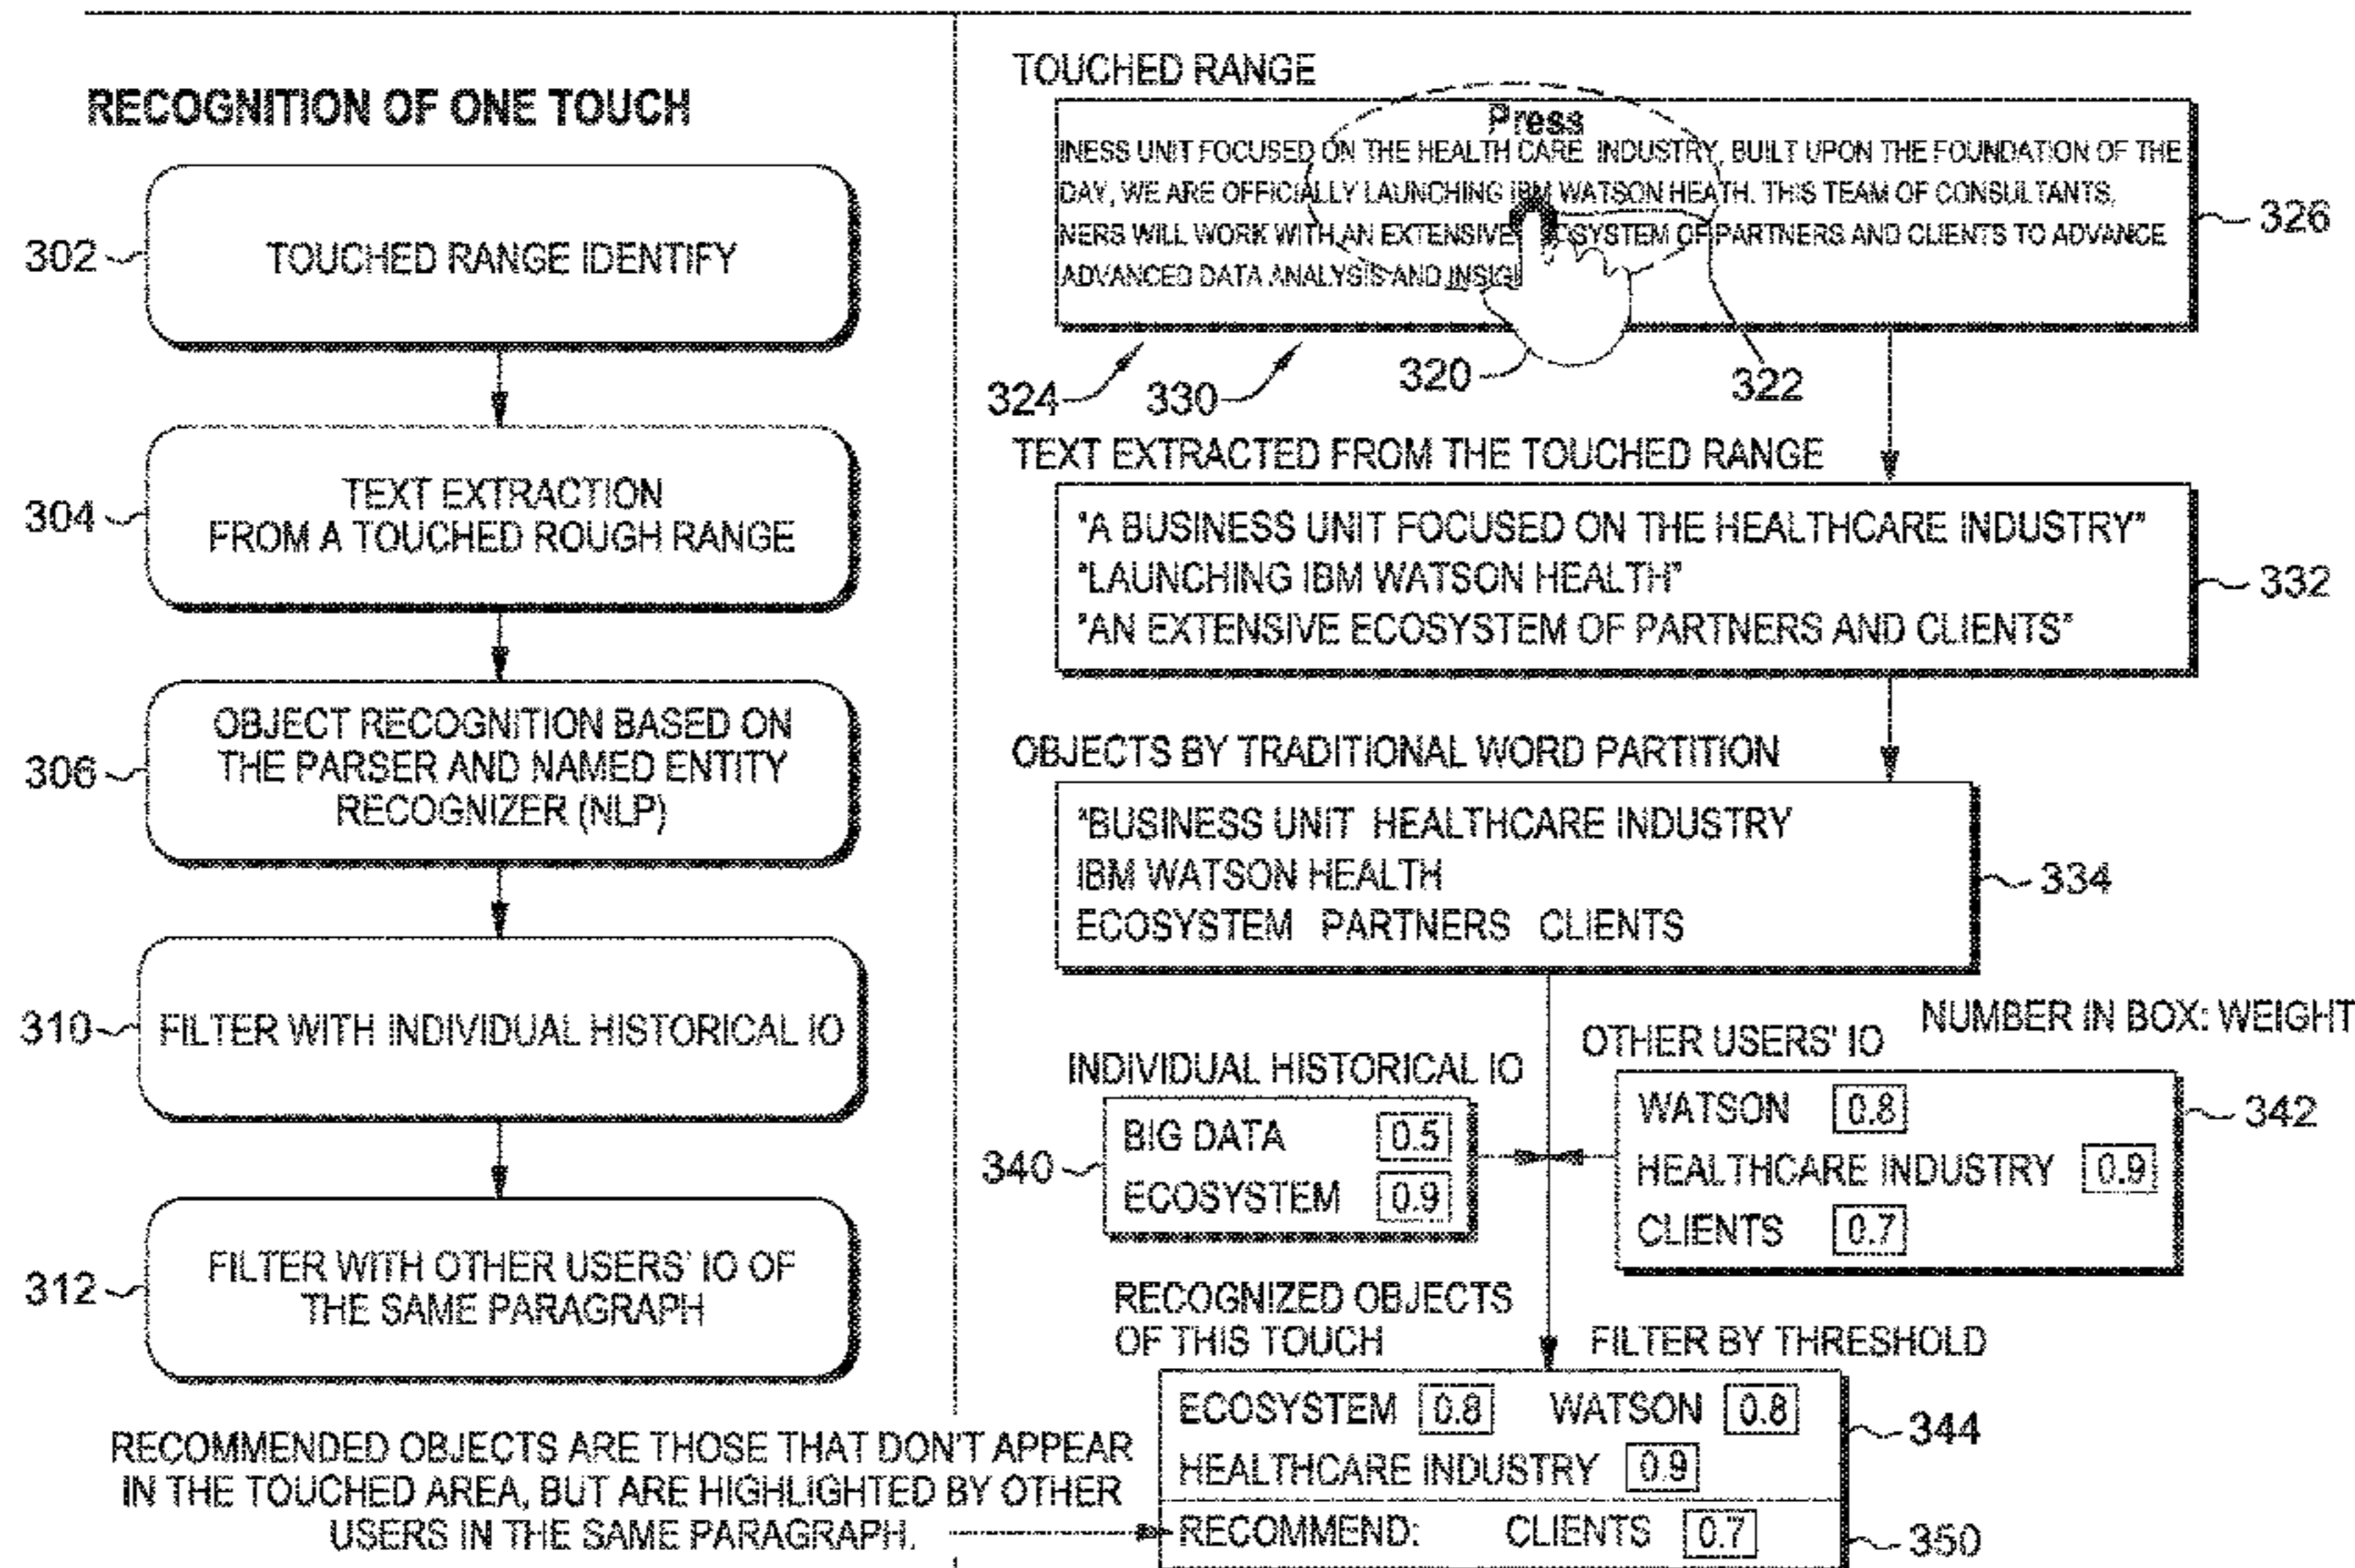 RECOGNITION OF ONE TOUCH
302
TOUCHED RANGE IDENTIFY
304
TEXT EXTRACTION
FROM A TOUCHED ROUGH RANGE
306
OBJECT RECOGNITION BASED ON
THE PARSER AND NAMED ENTITY
RECOGNIZER (NLP)
310
FILTER WITH INDIVIDUAL HISTORICAL IO
312
FILTER WITH OTHER USERS' IO OF
THE SAME PARAGRAPH
RECOMMENDED OBJECTS ARE THOSE THAT DON'T APPEAR
IN THE TOUCHED AREA, BUT ARE HIGHLIGHTED BY OTHER
USERS IN THE SAME PARAGRAPH.
TOUCHED RANGE
Press
INESS UNIT FOCUSED ON THE HEALTH CARE INDUSTRY, BUILT UPON THE FOUNDATION OF THE
DAY, WE ARE OFFICIALLY LAUNCHING IBM WATSON HEATH. THIS TEAM OF CONSULTANTS,
NERS WILL WORK WITH AN EXTENSIVE OSYSTEM OF PARTNERS AND CLIENTS TO ADVANCE
ADVANCED DATA ANALYSIS AND INSIG
326
324
330
320
322
TEXT EXTRACTED FROM THE TOUCHED RANGE
"A BUSINESS UNIT FOCUSED ON THE HEALTHCARE INDUSTRY"
"LAUNCHING IBM WATSON HEALTH"
"AN EXTENSIVE ECOSYSTEM OF PARTNERS AND CLIENTS"
332
OBJECTS BY TRADITIONAL WORD PARTITION
"BUSINESS UNIT HEALTHCARE INDUSTRY
IBM WATSON HEALTH
ECOSYSTEM PARTNERS CLIENTS
334
NUMBER IN BOX: WEIGHT
INDIVIDUAL HISTORICAL IO
340
BIG DATA 0.5
ECOSYSTEM 0.9
OTHER USERS' IO
WATSON 0.8
HEALTHCARE INDUSTRY 0.9
CLIENTS 0.7
342
RECOGNIZED OBJECTS
OF THIS TOUCH
FILTER BY THRESHOLD
ECOSYSTEM 0.8 WATSON 0.8
HEALTHCARE INDUSTRY 0.9
344
RECOMMEND: CLIENTS 0.7
350